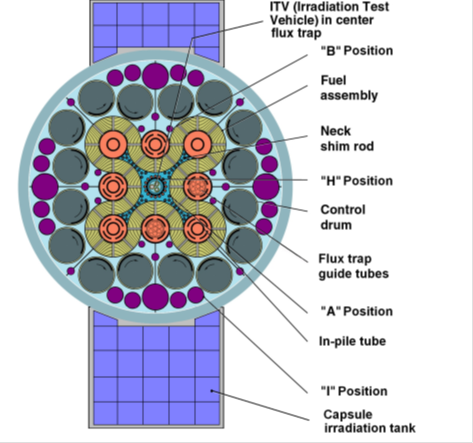 ITV (Irradiation Test
Vehicle) in center
flux trap
"B" Position
Fuel
assembly
Neck
shim rod
"H" Position
Control
drum
Flux trap
guide tubes
"A" Position
In-pile tube
"I" Position
Capsule
irradiation tank